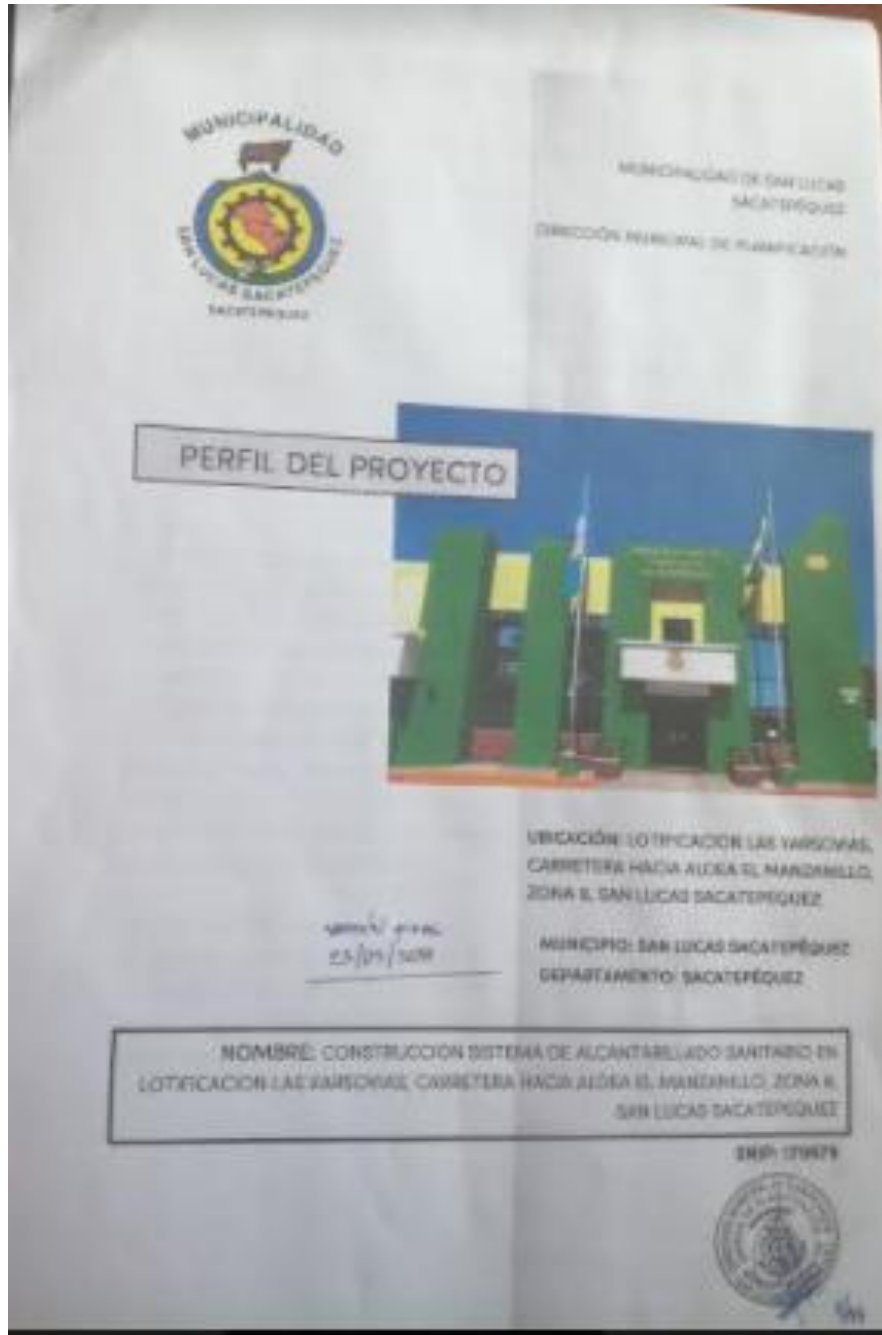 MUNICIPALIDAD
SAN LUCAS SACATEPÉQUEZ
SACATEPÉQUEZ
MUNICIPALIDAD DE SAN LUCAS
SACATEPÉQUEZ
DIRECCIÓN MUNICIPAL DE PLANIFICACIÓN
PERFIL DEL PROYECTO
UBICACIÓN: LOTIFICACION LAS VARSOVIAS,
CARRETERA HACIA ALDEA EL MANZANILLO,
ZONA SAN LUCAS SACATEPEQUEZ
MUNICIPIO: SAN LUCAS SACATEPÉQUEZ
DEPARTAMENTO: SACATEPÉQUEZ
NOMBRE: CONSTRUCCION SISTEMA DE ALCANTARILLADO SANITARIO EN
LOTIFICACION LAS VARSOVIAS, CARRETERA HACIA ALDEA EL MANZANILLO, ZONA
SAN LUCAS SACATEPEQUEZ
SNIP: